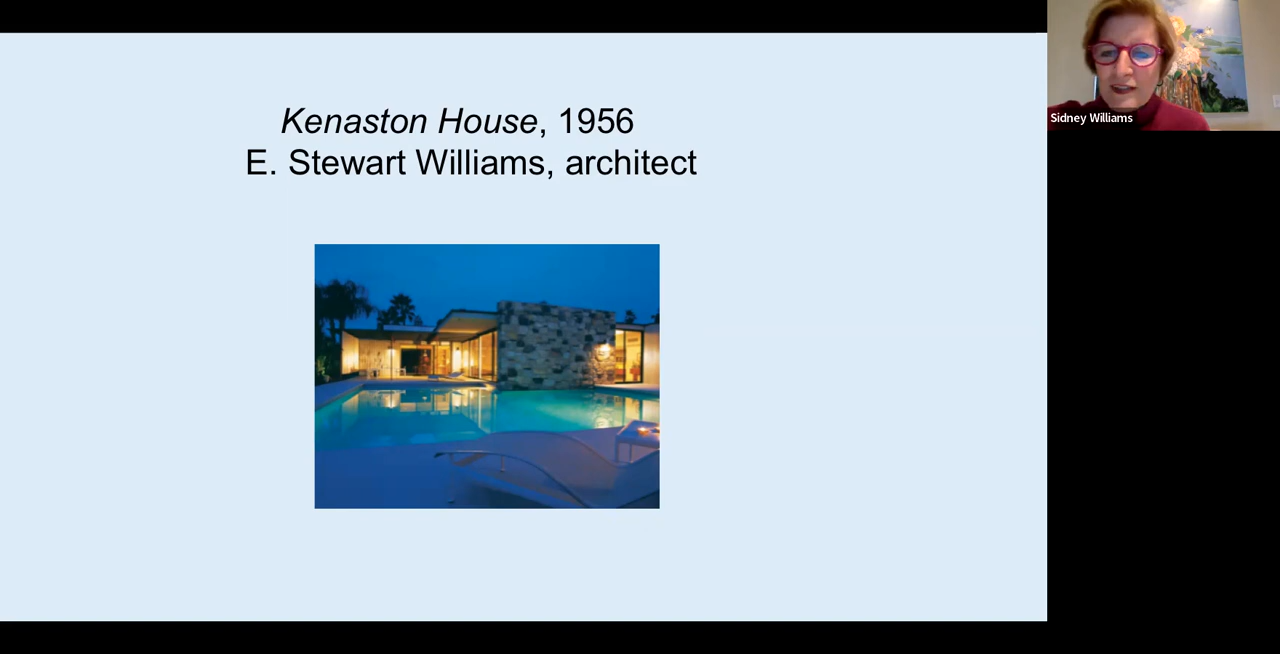 Kenaston House, 1956
E. Stewart Williams, architect
Sidney Williams